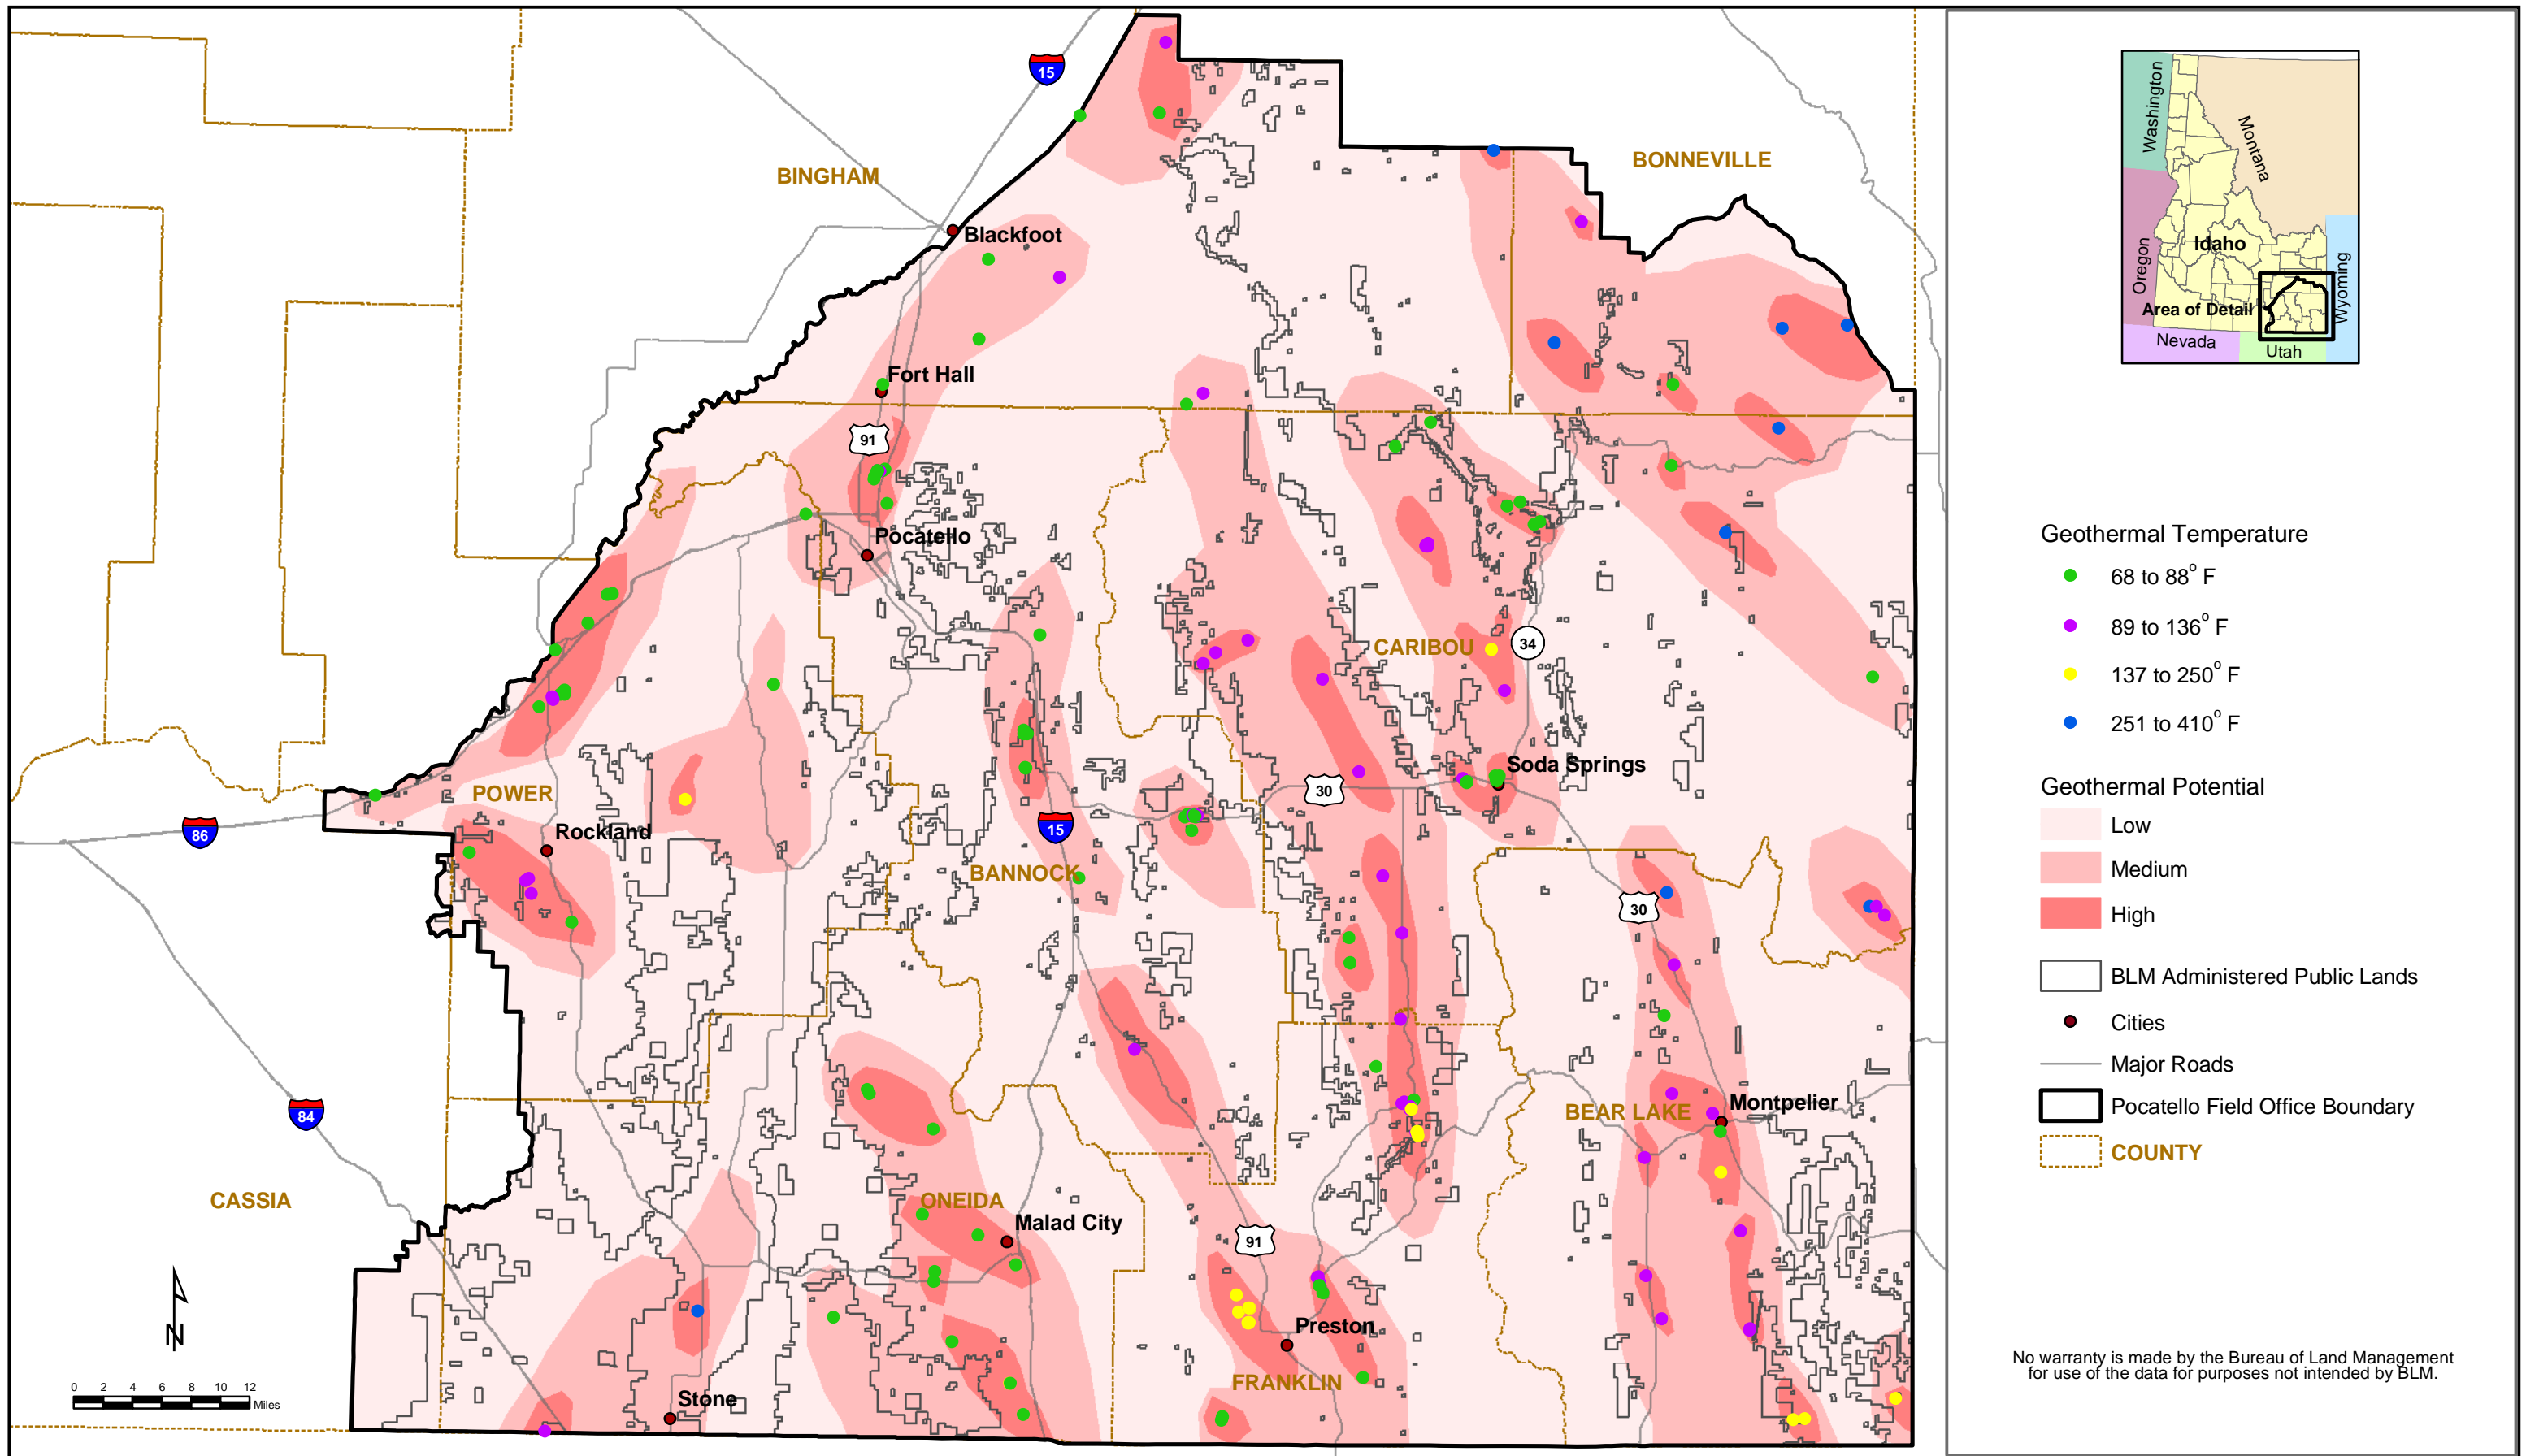 15
BINGHAM
BONNEVILLE
Blackfoot
Fort Hall
91
Pocatello
CARIBOU
34
Soda Springs
30
POWER
Rockland
86
15
BANNOCK
30
84
BEAR LAKE
Montpelier
CASSIA
ONEIDA
Malad City
91
Preston
FRANKLIN
Stone
N
0 2 4 6 8 10 12
Miles
Washington
Montana
Oregon
Idaho
Wyoming
Area of Detail
Nevada
Utah
Geothermal Temperature
68 to 88° F
89 to 136° F
137 to 250° F
251 to 410° F
Geothermal Potential
Low
Medium
High
BLM Administered Public Lands
Cities
Major Roads
Pocatello Field Office Boundary
COUNTY
No warranty is made by the Bureau of Land Management
for use of the data for purposes not intended by BLM.